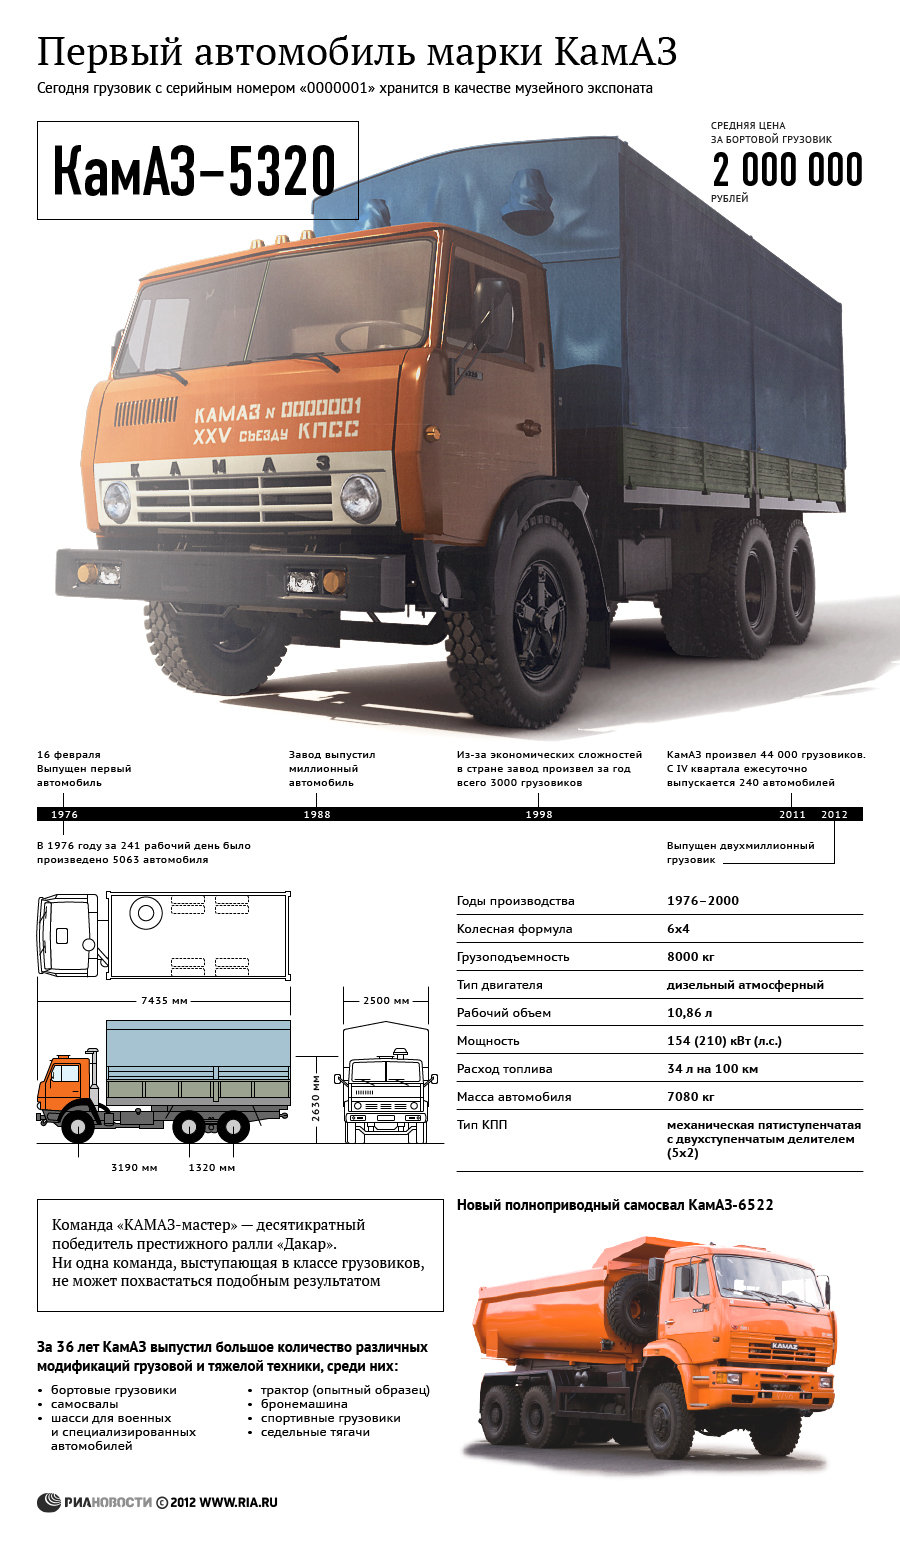 Первый автомобиль марки КамАЗ
Сегодня грузовик с серийным номером «0000001» хранится в качестве музейного экспоната
КамАЗ–5320
СРЕДНЯЯ ЦЕНА
ЗА БОРТОВОЙ ГРУЗОВИК
2 000 000
РУБЛЕЙ
КАМАЗ N 0000001
XXV СЪЕЗДУ КПСС
КАМАЗ
16 февраля
Выпущен первый
автомобиль
Завод выпустил
миллионный
автомобиль
Из-за экономических сложностей
в стране завод произвел за год
всего 3000 грузовиков
КамАЗ произвел 44 000 грузовиков.
С IV квартала ежесуточно
выпускается 240 автомобилей
1976 1988 1998 2011 2012
В 1976 году за 241 рабочий день было
произведено 5063 автомобиля
Выпущен двухмиллионный
грузовик
7435 мм
2500 мм
2630 мм
3190 мм 1320 мм
Годы производства 1976–2000
Колесная формула 6x4
Грузоподъемность 8000 кг
Тип двигателя дизельный атмосферный
Рабочий объем 10,86 л
Мощность 154 (210) кВт (л.с.)
Расход топлива 34 л на 100 км
Масса автомобиля 7080 кг
Тип КПП механическая пятиступенчатая
с двухступенчатым делителем
(5x2)
Команда «КАМАЗ-мастер» — десятикратный
победитель престижного ралли «Дакар».
Ни одна команда, выступающая в классе грузовиков,
не может похвастаться подобным результатом
Новый полноприводный самосвал КамАЗ-6522
KAMAZ
За 36 лет КамАЗ выпустил большое количество различных
модификаций грузовой и тяжелой техники, среди них:
• бортовые грузовики
• самосвалы
• шасси для военных
и специализированных
автомобилей
• трактор (опытный образец)
• бронемашина
• спортивные грузовики
• седельные тягачи
РИАНОВОСТИ © 2012 WWW.RIA.RU